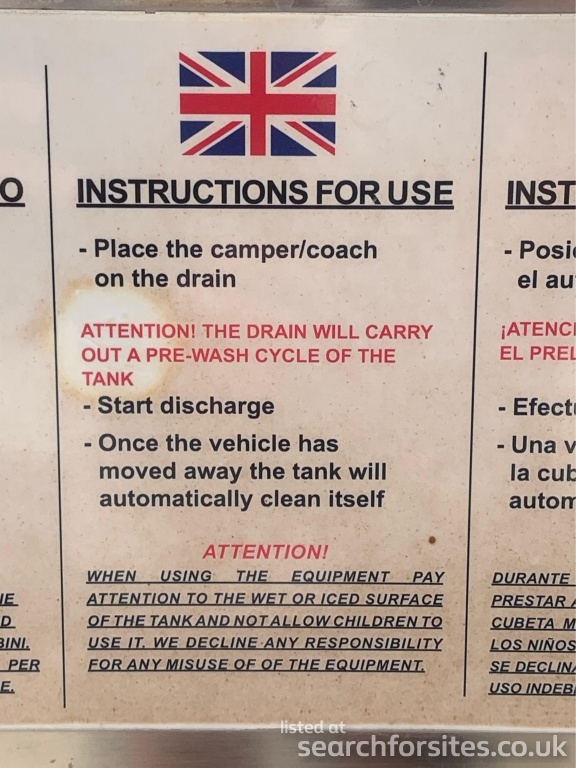 O
INSTRUCTIONS FOR USE
- Place the camper/coach
on the drain
ATTENTION! THE DRAIN WILL CARRY
OUT A PRE-WASH CYCLE OF THE
TANK
- Start discharge
- Once the vehicle has
moved away the tank will
automatically clean itself
ATTENTION!
WHEN USING THE EQUIPMENT PAY
ATTENTION TO THE WET OR ICED SURFACE
OF THE TANK AND NOT ALLOW CHILDREN TO
USE IT. WE DECLINE ANY RESPONSIBILITY
FOR ANY MISUSE OF OF THE EQUIPMENT.
IE
D
BINI.
PER
E.
INST
- Posi
el au
¡ATENCI
EL PREL
- Efect
- Una v
la cub
autom
DURANTE
PRESTAR
CUBETA M
LOS NIÑOS
SE DECLINA
USO INDEBI
listed at
searchforsites.co.uk